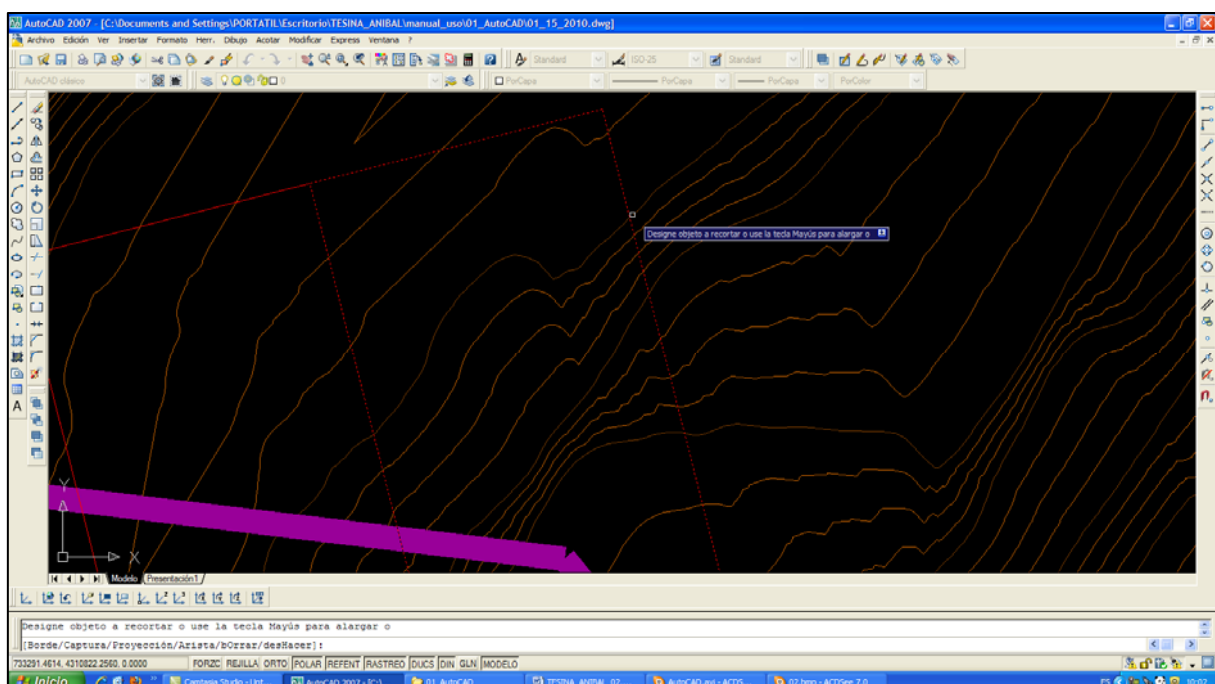 AutoCAD 2007 - [C:\Documents and Settings\PORTATIL\Escritorio\TESINA_ANIBAL\manual_uso\01_AutoCAD\01_15_2010.dwg]
Archivo Edición Ver Insertar Formato Herr. Dibujo Acotar Modificar Express Ventana ?
Standard ISO-25 Standard
AutoCAD clásico 0 PorCapa PorCapa PorCapa PorColor
Designe objeto a recortar o use la tecla Mayús para alargar o
A
Y
X
Modelo Presentación1
Designe objeto a recortar o use la tecla Mayús para alargar o
[Borde/Captura/Proyección/Arista/bOrrar/desHacer]:
733291.4614, 4310822.2560, 0.0000 FORZC REJILLA ORTO POLAR REFENT RASTREO DUCS DIN GLN MODELO
Inicio Camtasia Studio - Unt... AutoCAD 2007 - [C:\... 01_AutoCAD TESINA_ANIBAL_02... AutoCAD.avi - ACDS... 02.bmp - ACDSee 7.0 ES 10:02